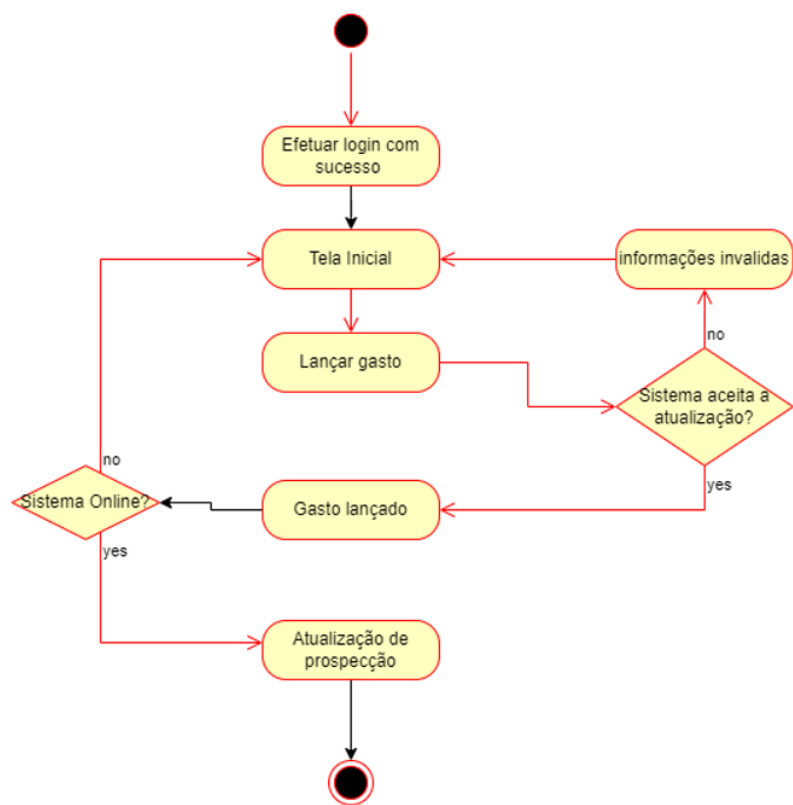 Efetuar login com
sucesso
Tela Inicial
informações invalidas
no
Lançar gasto
Sistema aceita a
atualização?
no
Sistema Online?
Gasto lançado
yes
yes
Atualização de
prospecção